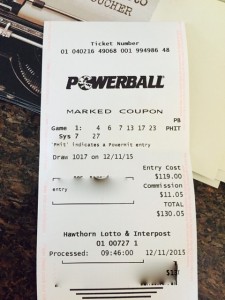 VOUCHER
Ticket Number
01 040216 49068 001 994986 48
POWERBALL
MARKED COUPON
PB
Game 1: 4 6 7 13 17 23 PHIT
Sys 7 27
'PHit' indicates a PowerHit entry
Draw 1017 on 12/11/15
Entry Cost
$119.00
Commission
entry $11.05
TOTAL
$130.05
Hawthorn Lotto & Interpost
01 00727 1
Processed: 09:46:00 12/11/2015